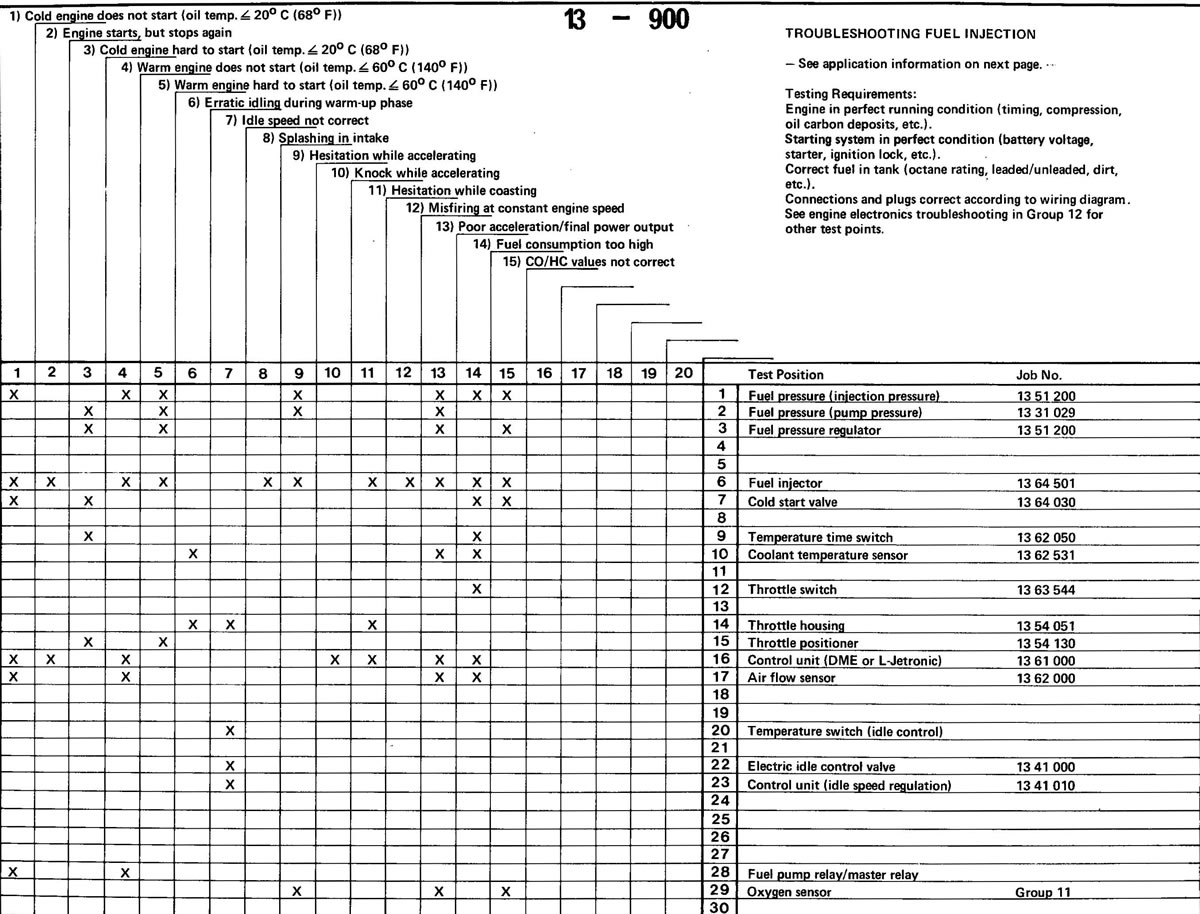 1) Cold engine does not start (oil temp. ≦ 20° C (68° F))
2) Engine starts, but stops again
3) Cold engine hard to start (oil temp. ≦ 20° C (68° F))
4) Warm engine does not start (oil temp. ≦ 60° C (140° F))
5) Warm engine hard to start (oil temp. ≦ 60° C (140° F))
6) Erratic idling during warm-up phase
7) Idle speed not correct
8) Splashing in intake
9) Hesitation while accelerating
10) Knock while accelerating
11) Hesitation while coasting
12) Misfiring at constant engine speed
13) Poor acceleration/final power output
14) Fuel consumption too high
15) CO/HC values not correct
13 – 900
TROUBLESHOOTING FUEL INJECTION
– See application information on next page.
Testing Requirements:
Engine in perfect running condition (timing, compression,
oil carbon deposits, etc.).
Starting system in perfect condition (battery voltage,
starter, ignition lock, etc.).
Correct fuel in tank (octane rating, leaded/unleaded, dirt,
etc.).
Connections and plugs correct according to wiring diagram.
See engine electronics troubleshooting in Group 12 for
other test points.
1 2 3 4 5 6 7 8 9 10 11 12 13 14 15 16 17 18 19 20 Test Position Job No.
X X X X X X X 1 Fuel pressure (injection pressure) 13 51 200
X X X X 2 Fuel pressure (pump pressure) 13 31 029
X X X X 3 Fuel pressure regulator 13 51 200
4
5
X X X X X X X X X X X 6 Fuel injector 13 64 501
X X X X 7 Cold start valve 13 64 030
8
X X 9 Temperature time switch 13 62 050
X X X 10 Coolant temperature sensor 13 62 531
11
X 12 Throttle switch 13 63 544
13
X X X 14 Throttle housing 13 54 051
X X 15 Throttle positioner 13 54 130
X X X X X X X 16 Control unit (DME or L-Jetronic) 13 61 000
X X X X 17 Air flow sensor 13 62 000
18
19
X 20 Temperature switch (idle control)
21
X 22 Electric idle control valve 13 41 000
X 23 Control unit (idle speed regulation) 13 41 010
24
25
26
27
X X 28 Fuel pump relay/master relay
X X X 29 Oxygen sensor Group 11
30